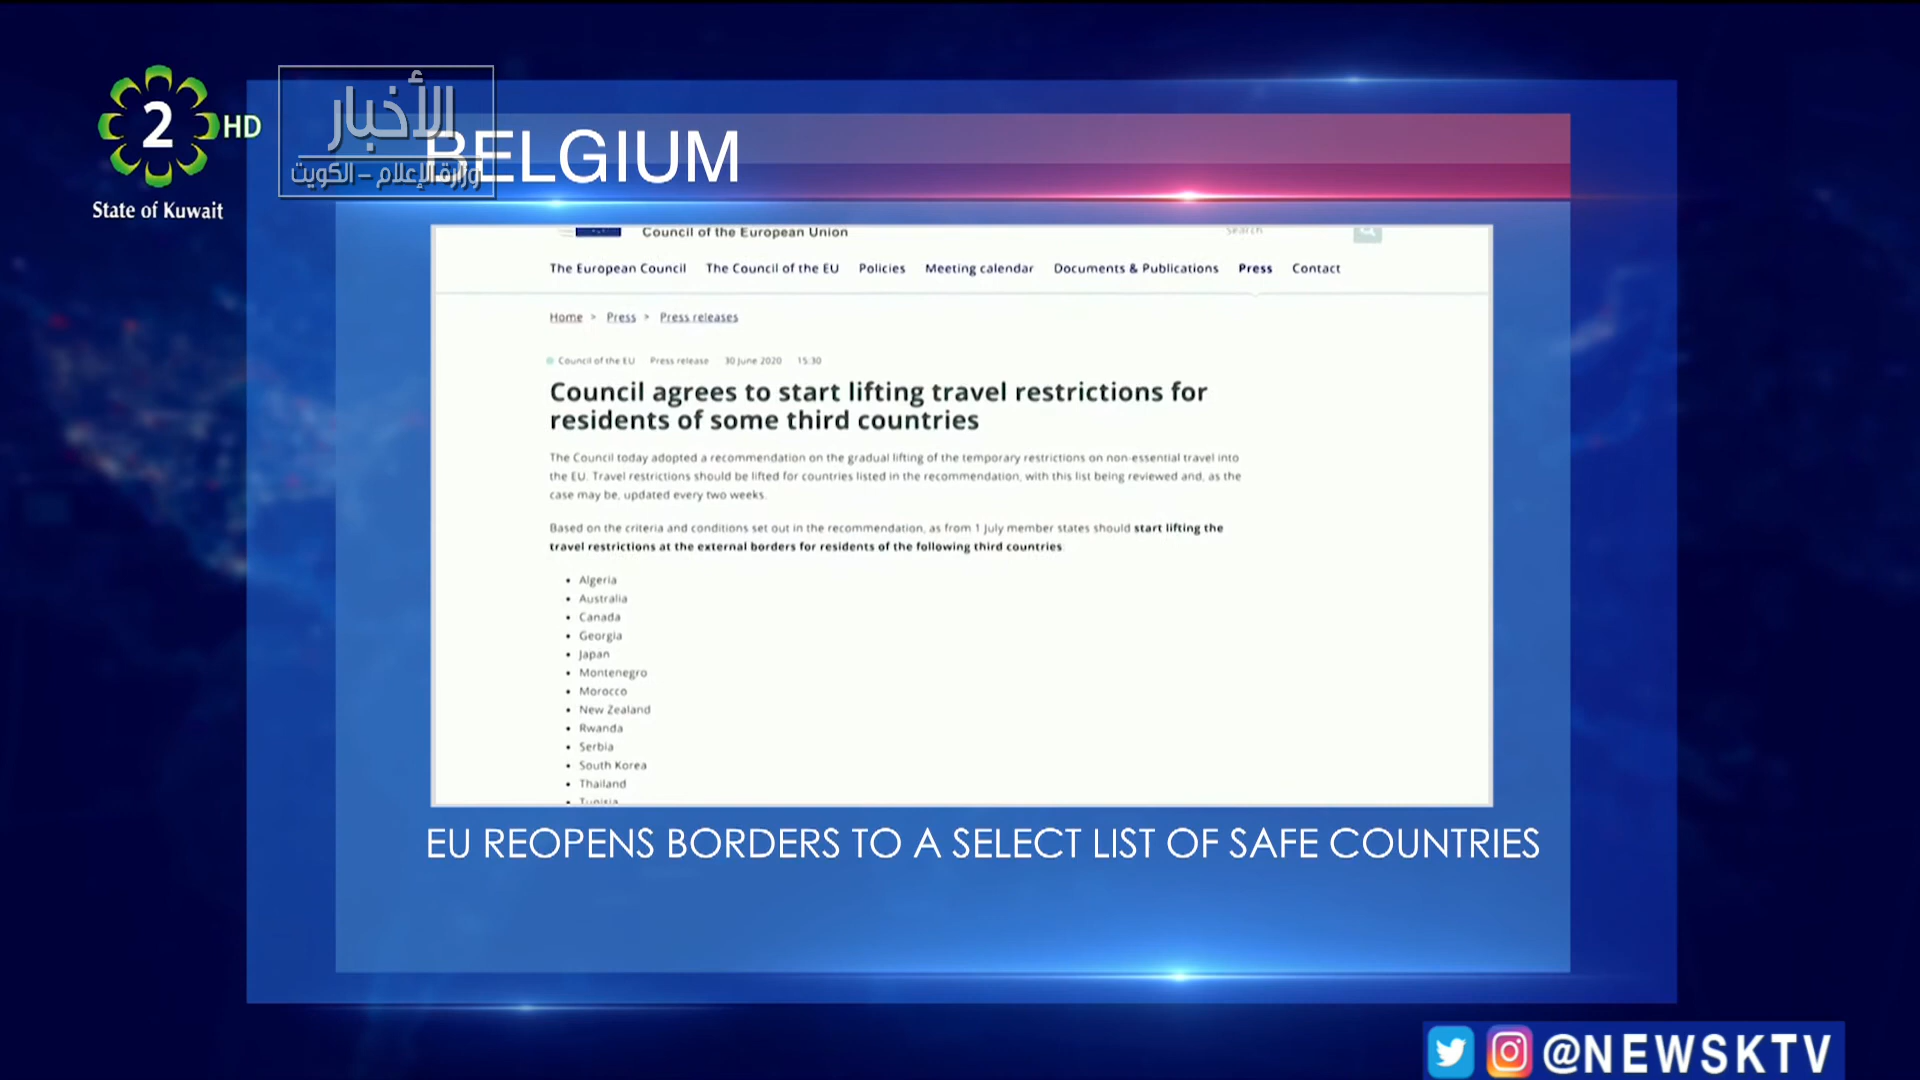 2 HD
State of Kuwait
الأخبار
وزارة الإعلام – الكويت
BELGIUM
Council of the European Union
Search
The European Council The Council of the EU Policies Meeting calendar Documents & Publications Press Contact
Home > Press > Press releases
Council of the EU Press release 30 June 2020 15:30
Council agrees to start lifting travel restrictions for
residents of some third countries
The Council today adopted a recommendation on the gradual lifting of the temporary restrictions on non-essential travel into
the EU. Travel restrictions should be lifted for countries listed in the recommendation, with this list being reviewed and, as the
case may be, updated every two weeks.
Based on the criteria and conditions set out in the recommendation, as from 1 July member states should start lifting the
travel restrictions at the external borders for residents of the following third countries
• Algeria
• Australia
• Canada
• Georgia
• Japan
• Montenegro
• Morocco
• New Zealand
• Rwanda
• Serbia
• South Korea
• Thailand
• Tunisia
EU REOPENS BORDERS TO A SELECT LIST OF SAFE COUNTRIES
@NEWSKTV